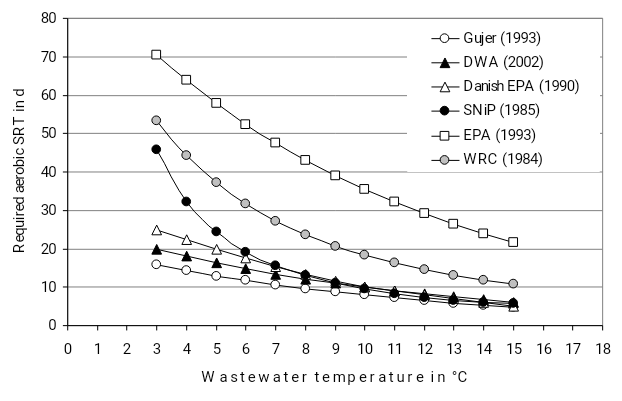 80
70
60
50
40
30
20
10
0
Required aerobic SRT in d
Gujer (1993)
DWA (2002)
Danish EPA (1990)
SNiP (1985)
EPA (1993)
WRC (1984)
0 1 2 3 4 5 6 7 8 9 10 11 12 13 14 15 16 17 18
Wastewater temperature in °C